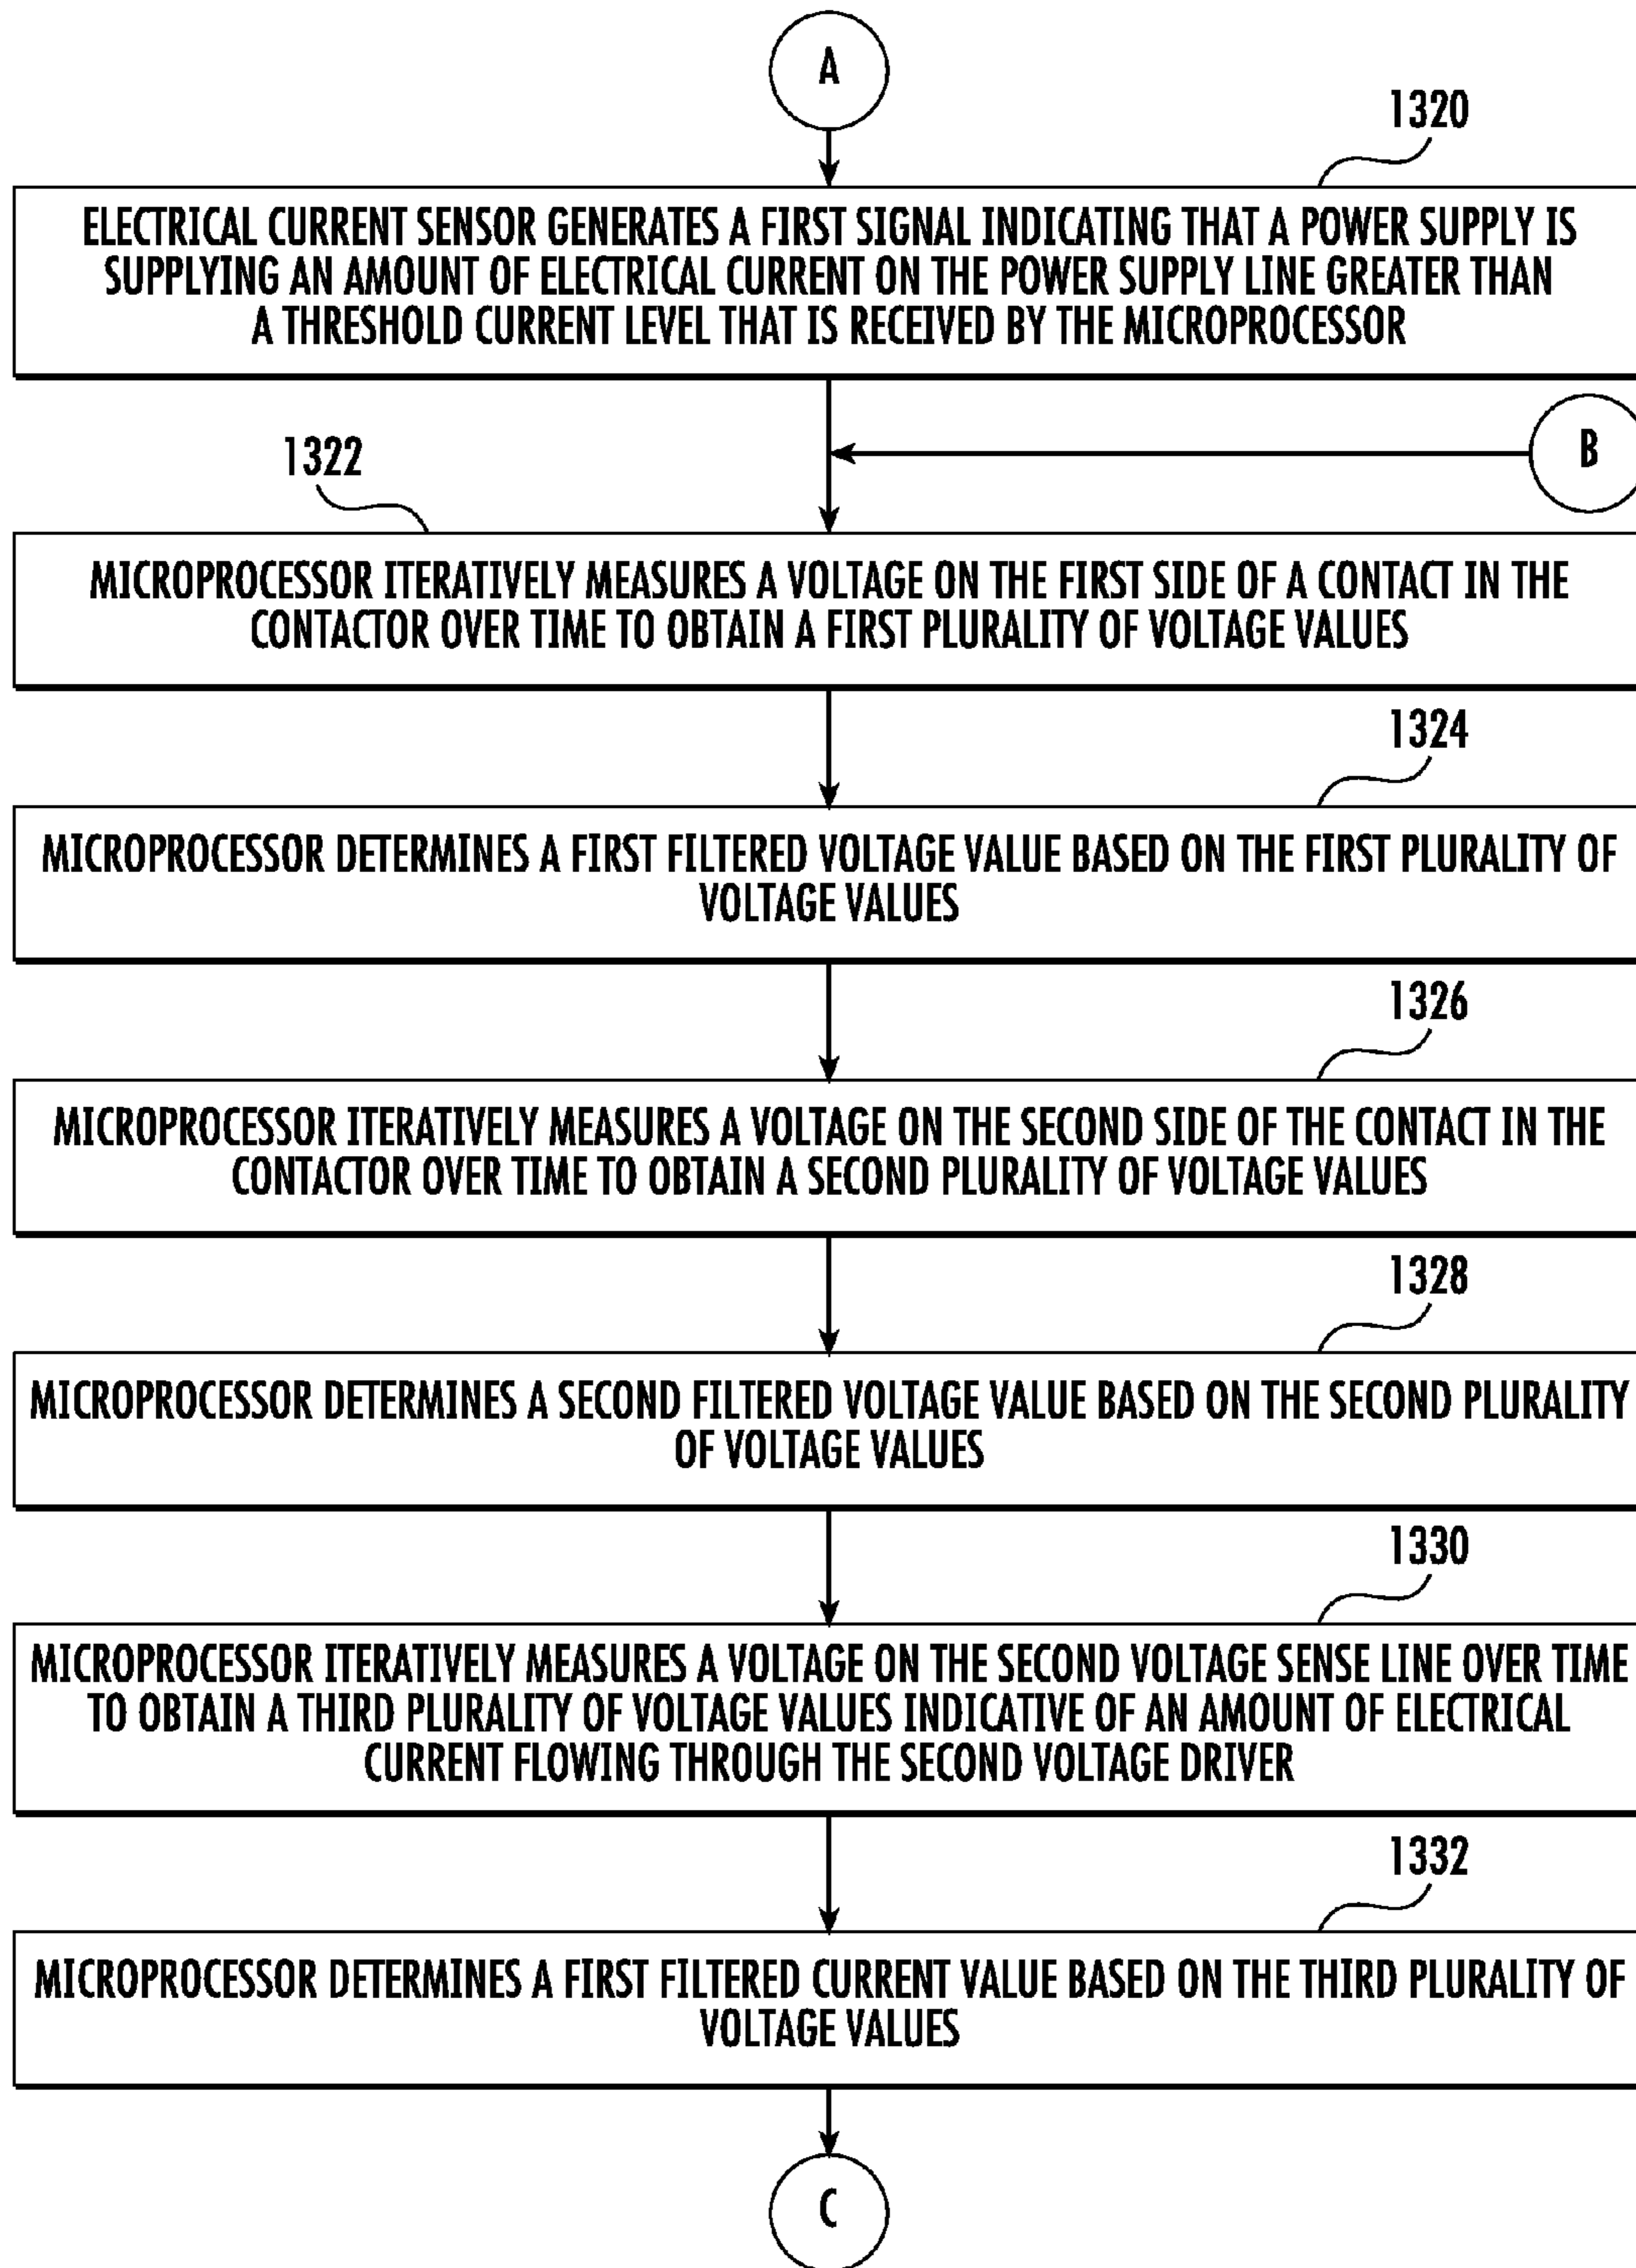 A
1320
ELECTRICAL CURRENT SENSOR GENERATES A FIRST SIGNAL INDICATING THAT A POWER SUPPLY IS
SUPPLYING AN AMOUNT OF ELECTRICAL CURRENT ON THE POWER SUPPLY LINE GREATER THAN
A THRESHOLD CURRENT LEVEL THAT IS RECEIVED BY THE MICROPROCESSOR
B
1322
MICROPROCESSOR ITERATIVELY MEASURES A VOLTAGE ON THE FIRST SIDE OF A CONTACT IN THE
CONTACTOR OVER TIME TO OBTAIN A FIRST PLURALITY OF VOLTAGE VALUES
1324
MICROPROCESSOR DETERMINES A FIRST FILTERED VOLTAGE VALUE BASED ON THE FIRST PLURALITY OF
VOLTAGE VALUES
1326
MICROPROCESSOR ITERATIVELY MEASURES A VOLTAGE ON THE SECOND SIDE OF THE CONTACT IN THE
CONTACTOR OVER TIME TO OBTAIN A SECOND PLURALITY OF VOLTAGE VALUES
1328
MICROPROCESSOR DETERMINES A SECOND FILTERED VOLTAGE VALUE BASED ON THE SECOND PLURALITY
OF VOLTAGE VALUES
1330
MICROPROCESSOR ITERATIVELY MEASURES A VOLTAGE ON THE SECOND VOLTAGE SENSE LINE OVER TIME
TO OBTAIN A THIRD PLURALITY OF VOLTAGE VALUES INDICATIVE OF AN AMOUNT OF ELECTRICAL
CURRENT FLOWING THROUGH THE SECOND VOLTAGE DRIVER
1332
MICROPROCESSOR DETERMINES A FIRST FILTERED CURRENT VALUE BASED ON THE THIRD PLURALITY OF
VOLTAGE VALUES
C